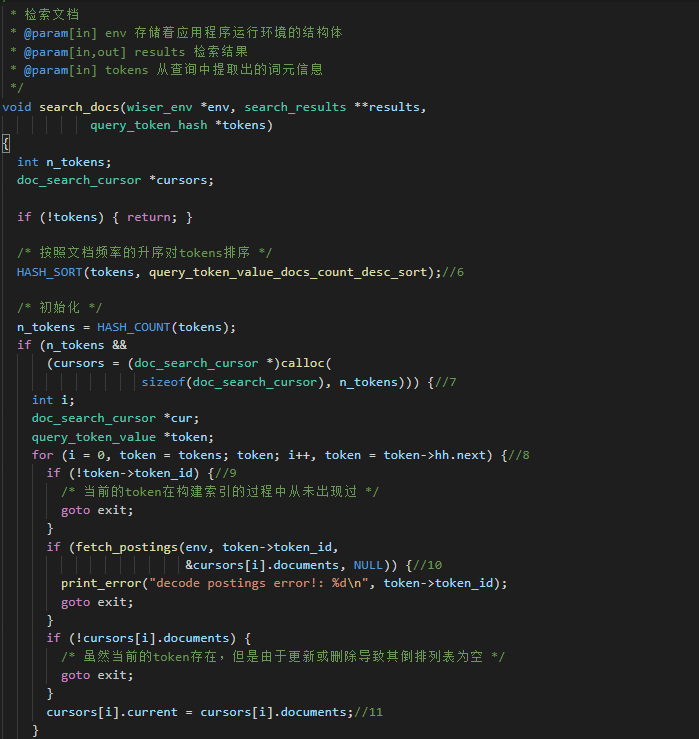 * 检索文档
* @param[in] env 存储着应用程序运行环境的结构体
* @param[in,out] results 检索结果
* @param[in] tokens 从查询中提取出的词元信息
*/
void search_docs(wiser_env *env, search_results **results,
query_token_hash *tokens)
{
int n_tokens;
doc_search_cursor *cursors;
if (!tokens) { return; }
/* 按照文档频率的升序对tokens排序 */
HASH_SORT(tokens, query_token_value_docs_count_desc_sort);//6
/* 初始化 */
n_tokens = HASH_COUNT(tokens);
if (n_tokens &&
(cursors = (doc_search_cursor *)calloc(
sizeof(doc_search_cursor), n_tokens))) {//7
int i;
doc_search_cursor *cur;
query_token_value *token;
for (i = 0, token = tokens; token; i++, token = token->hh.next) {//8
if (!token->token_id) {//9
/* 当前的token在构建索引的过程中从未出现过 */
goto exit;
}
if (fetch_postings(env, token->token_id,
&cursors[i].documents, NULL)) {//10
print_error("decode postings error!: %d\n", token->token_id);
goto exit;
}
if (!cursors[i].documents) {
/* 虽然当前的token存在，但是由于更新或删除导致其倒排列表为空 */
goto exit;
}
cursors[i].current = cursors[i].documents;//11
}